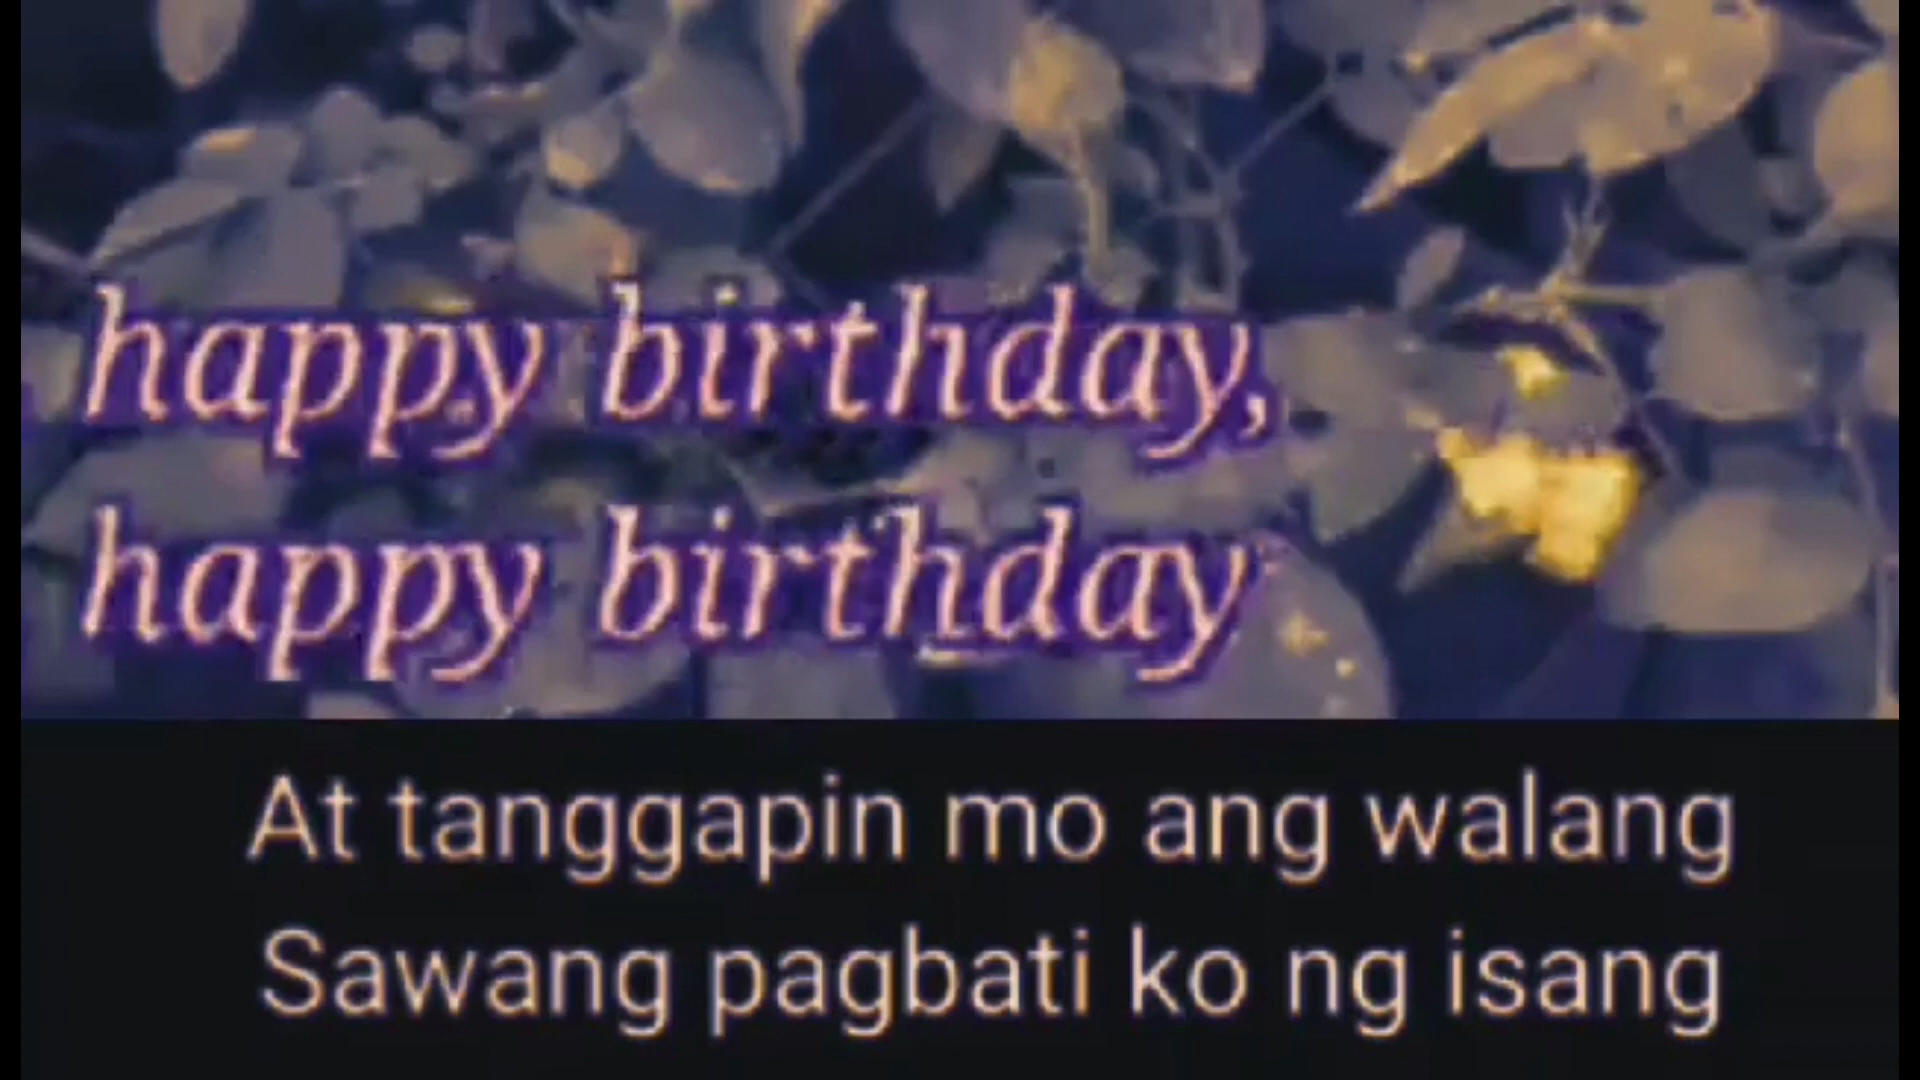 happy birthday,
happy birthday
At tanggapin mo ang walang
Sawang pagbati ko ng isang